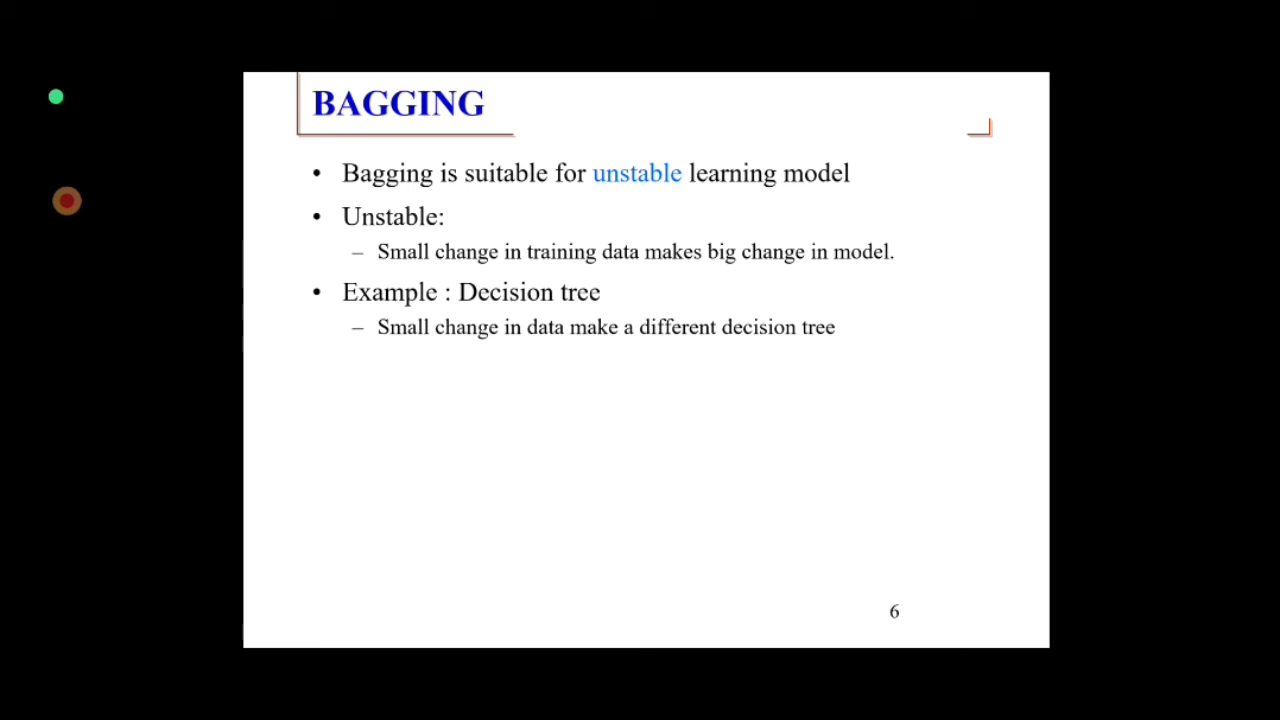 BAGGING
• Bagging is suitable for unstable learning model
• Unstable:
– Small change in training data makes big change in model.
• Example : Decision tree
– Small change in data make a different decision tree
6